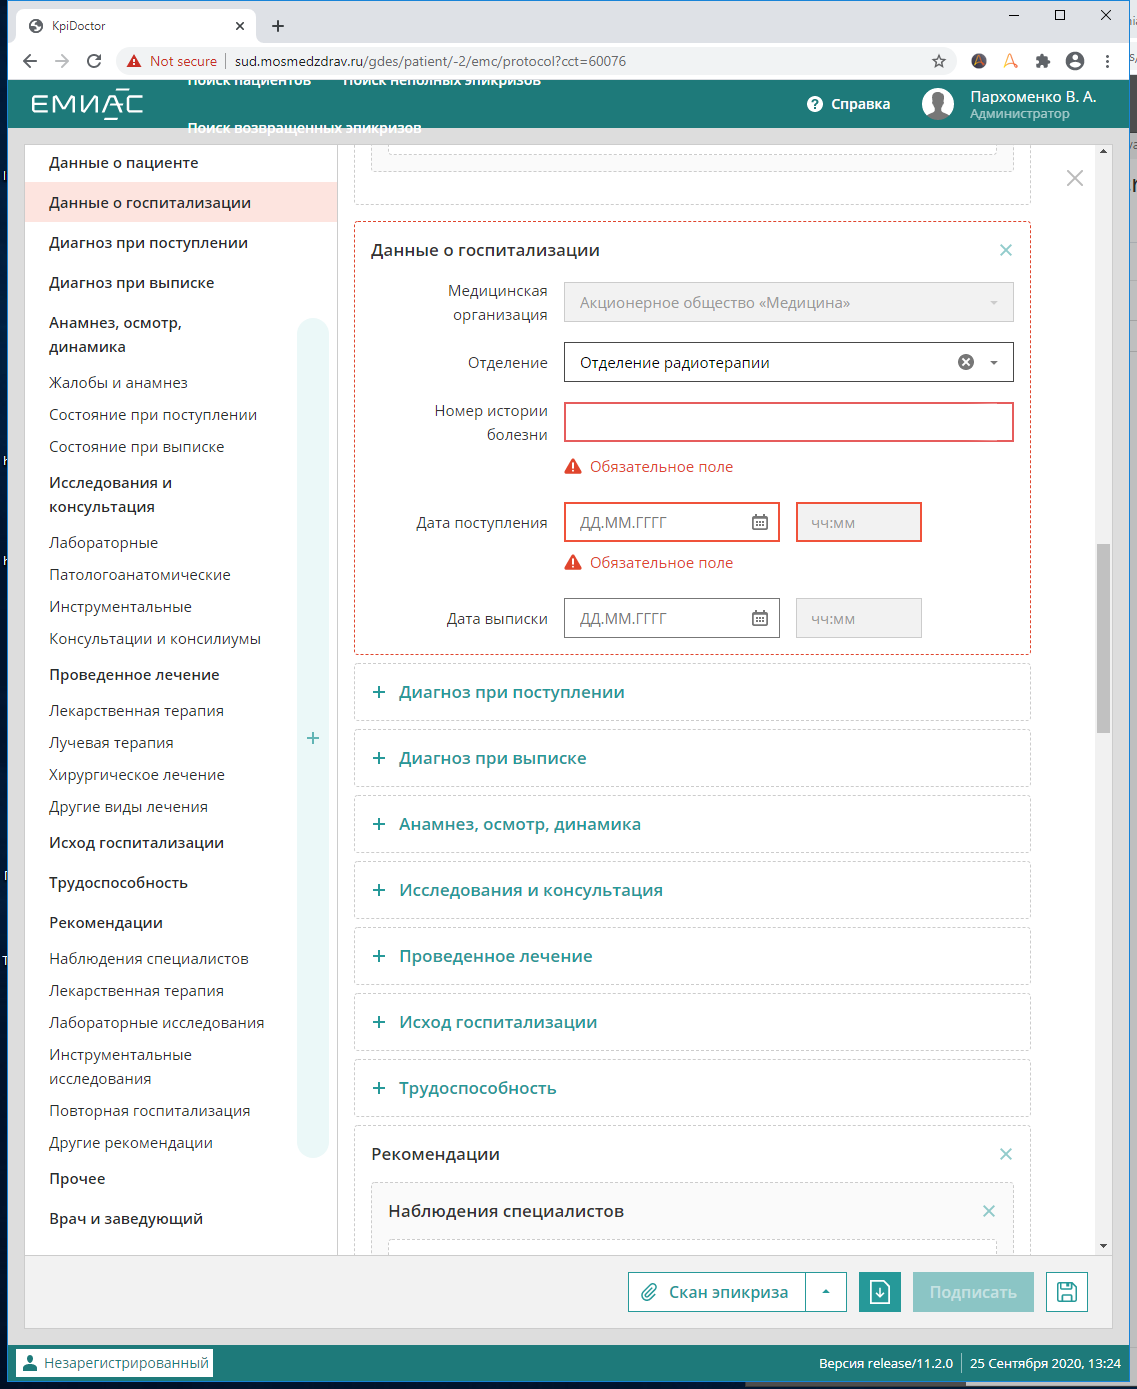 KpiDoctor
Not secure | sud.mosmedzdrav.ru/gdes/patient/-2/emc/protocol?cct=60076
ЕМИАС
Поиск пациентов Поиск неполных эпикризов
Поиск возвращенных эпикризов
Справка
Пархоменко В. А.
Администратор
Данные о пациенте
Данные о госпитализации
Диагноз при поступлении
Диагноз при выписке
Анамнез, осмотр,
динамика
Жалобы и анамнез
Состояние при поступлении
Состояние при выписке
Исследования и
консультация
Лабораторные
Патологоанатомические
Инструментальные
Консультации и консилиумы
Проведенное лечение
Лекарственная терапия
Лучевая терапия
Хирургическое лечение
Другие виды лечения
Исход госпитализации
Трудоспособность
Рекомендации
Наблюдения специалистов
Лекарственная терапия
Лабораторные исследования
Инструментальные
исследования
Повторная госпитализация
Другие рекомендации
Прочее
Врач и заведующий
Данные о госпитализации
Медицинская
организация
Акционерное общество «Медицина»
Отделение
Отделение радиотерапии
Номер истории
болезни
Обязательное поле
Дата поступления
ДД.ММ.ГГГГ
чч:мм
Обязательное поле
Дата выписки
ДД.ММ.ГГГГ
чч:мм
+ Диагноз при поступлении
+ Диагноз при выписке
+ Анамнез, осмотр, динамика
+ Исследования и консультация
+ Проведенное лечение
+ Исход госпитализации
+ Трудоспособность
Рекомендации
Наблюдения специалистов
Скан эпикриза
Подписать
Незарегистрированный
Версия release/11.2.0 | 25 Сентября 2020, 13:24